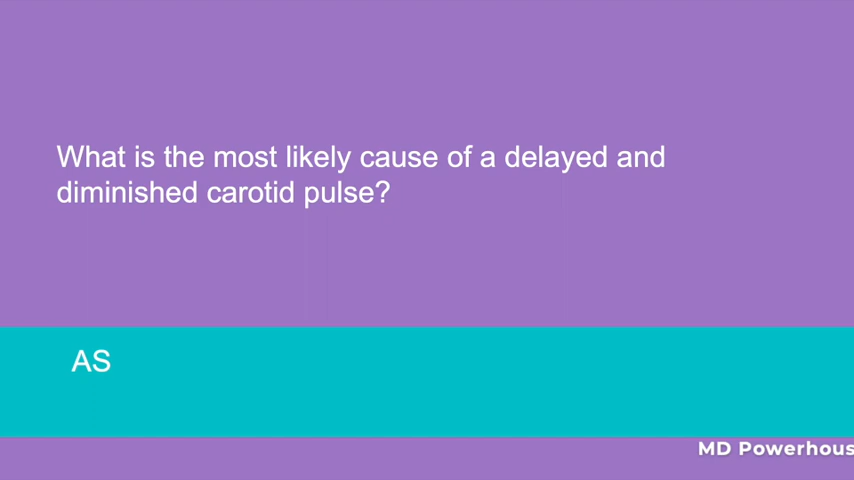 What is the most likely cause of a delayed and
diminished carotid pulse?
AS
MD Powerhous